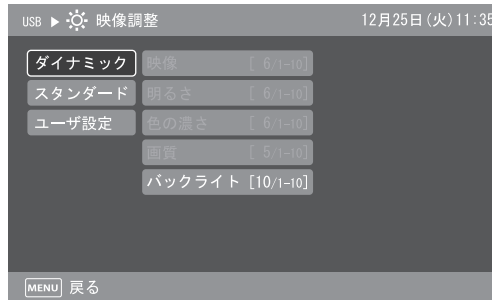 USB ▶ 映像調整 12月25日(火)11:35
ダイナミック 映像 [ 6/1-10]
スタンダード 明るさ [ 6/1-10]
ユーザ設定 色の濃さ [ 6/1-10]
画質 [ 5/1-10]
バックライト [10/1-10]
MENU 戻る